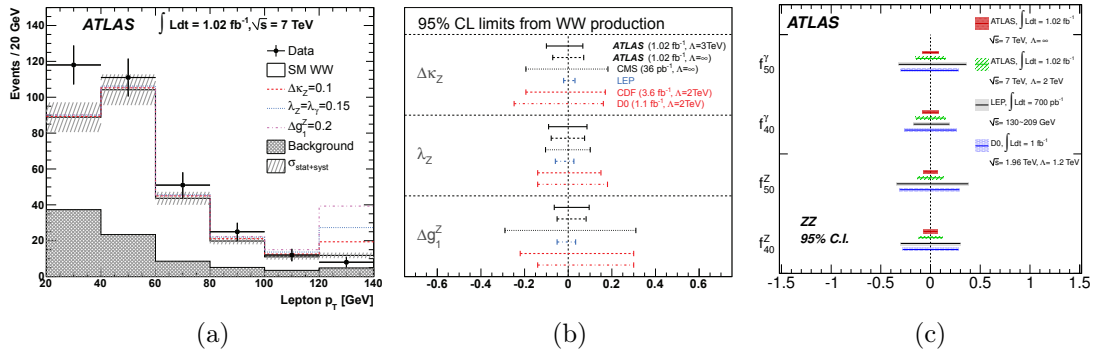 ATLAS
∫ Ldt = 1.02 fb⁻¹, √s = 7 TeV
Events / 20 GeV
140
120
100
80
60
40
20
0
Data
SM WW
Δκ_Z=0.1
λ_Z=λ_γ=0.15
Δg₁^Z=0.2
Background
σ_stat+syst
20 40 60 80 100 120 140
Lepton p_T [GeV]
(a)
95% CL limits from WW production
ATLAS (1.02 fb⁻¹, Λ=3TeV)
ATLAS (1.02 fb⁻¹, Λ=∞)
CMS (36 pb⁻¹, Λ=∞)
LEP
CDF (3.6 fb⁻¹, Λ=2TeV)
D0 (1.1 fb⁻¹, Λ=2TeV)
Δκ_Z
λ_Z
Δg₁^Z
-0.6 -0.4 -0.2 0 0.2 0.4 0.6
(b)
ATLAS
ATLAS, ∫ Ldt = 1.02 fb⁻¹
√s= 7 TeV, Λ=∞
ATLAS, ∫ Ldt = 1.02 fb⁻¹
√s= 7 TeV, Λ= 2 TeV
LEP, ∫ Ldt = 700 pb⁻¹
√s= 130~209 GeV
D0, ∫ Ldt = 1 fb⁻¹
√s= 1.96 TeV, Λ= 1.2 TeV
f₅₀^γ
f₄₀^γ
f₅₀^Z
f₄₀^Z
ZZ
95% C.I.
-1.5 -1 -0.5 0 0.5 1 1.5
(c)